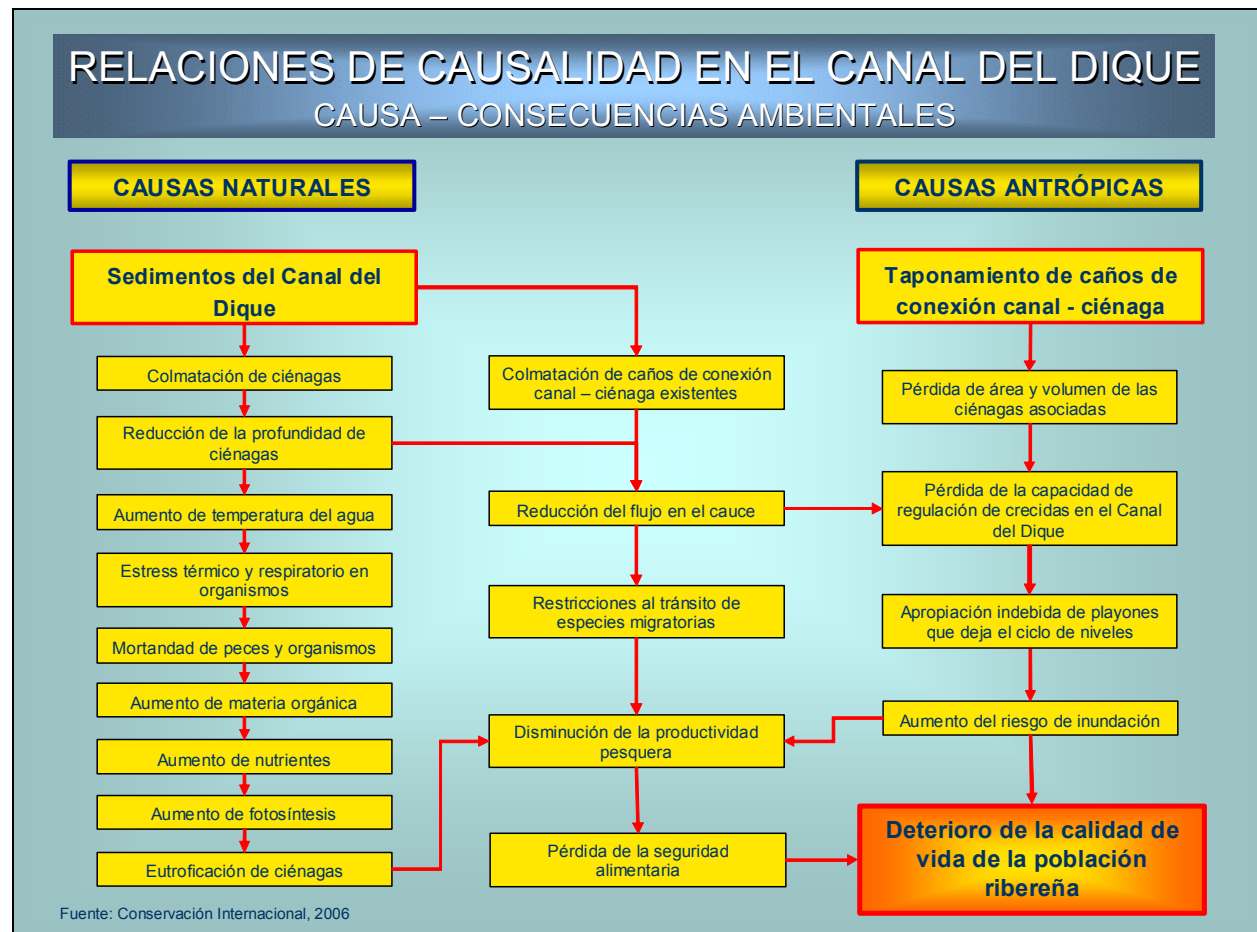 RELACIONES DE CAUSALIDAD EN EL CANAL DEL DIQUE
CAUSA – CONSECUENCIAS AMBIENTALES
CAUSAS NATURALES
Sedimentos del Canal del
Dique
Colmatación de ciénagas
Reducción de la profundidad de
ciénagas
Aumento de temperatura del agua
Estress térmico y respiratorio en
organismos
Mortandad de peces y organismos
Aumento de materia orgánica
Aumento de nutrientes
Aumento de fotosíntesis
Eutroficación de ciénagas
Colmatación de caños de conexión
canal – ciénaga existentes
Reducción del flujo en el cauce
Restricciones al tránsito de
especies migratorias
Disminución de la productividad
pesquera
Pérdida de la seguridad
alimentaria
CAUSAS ANTRÓPICAS
Taponamiento de caños de
conexión canal - ciénaga
Pérdida de área y volumen de las
ciénagas asociadas
Pérdida de la capacidad de
regulación de crecidas en el Canal
del Dique
Apropiación indebida de playones
que deja el ciclo de niveles
Aumento del riesgo de inundación
Deterioro de la calidad de
vida de la población
ribereña
Fuente: Conservación Internacional, 2006